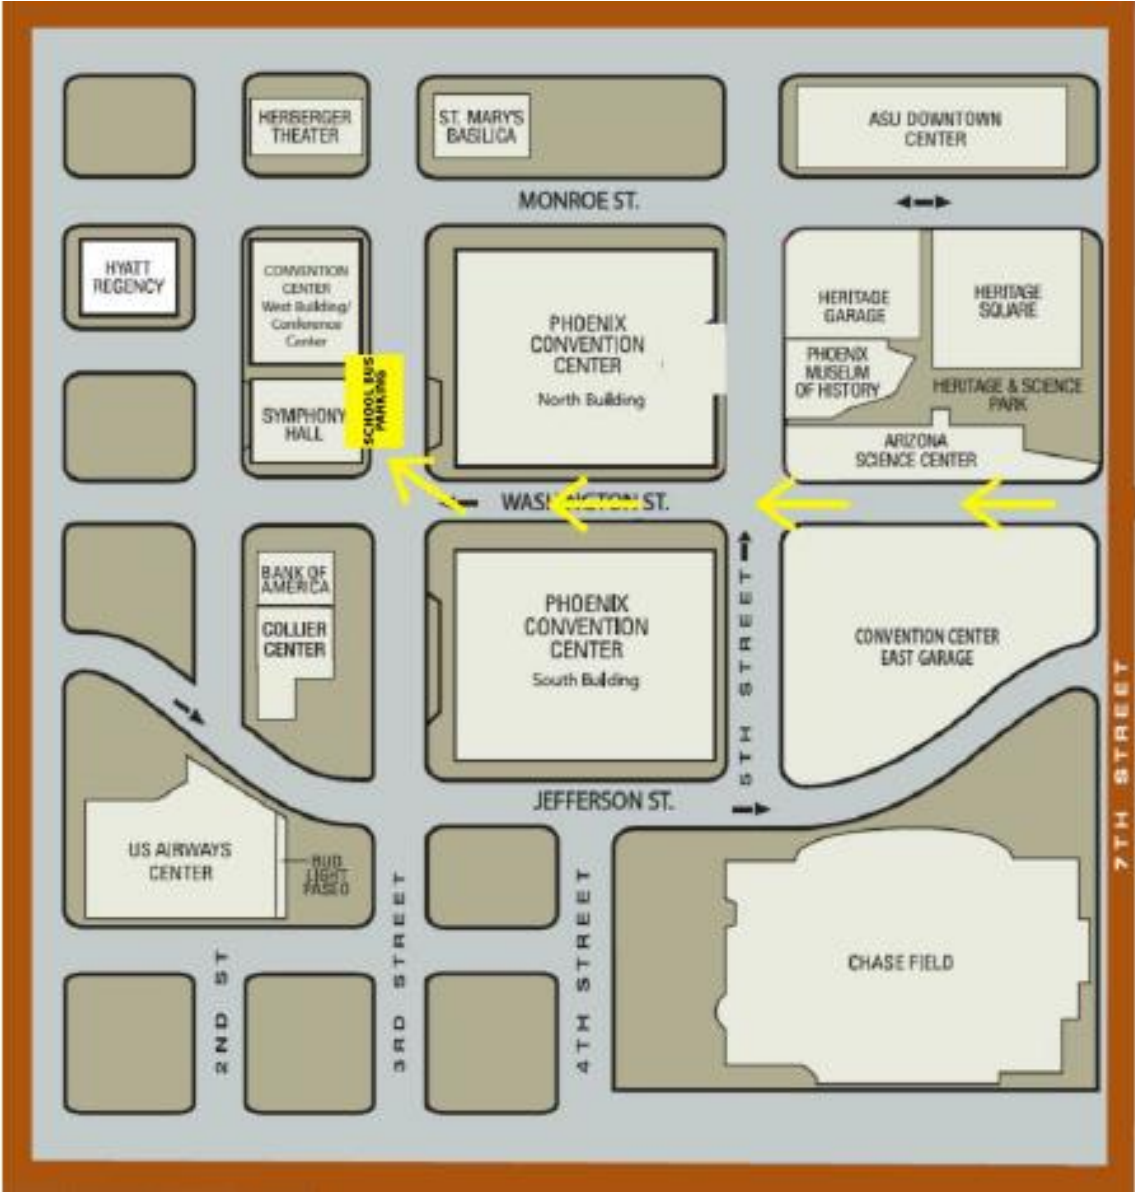 HERBERGER
THEATER
ST. MARY'S
BASILICA
ASU DOWNTOWN
CENTER
MONROE ST.
HYATT
REGENCY
CONVENTION
CENTER
West Building/
Conference
Center
PHOENIX
CONVENTION
CENTER
North Building
HERITAGE
GARAGE
HERITAGE
SQUARE
PHOENIX
MUSEUM
OF HISTORY
HERITAGE & SCIENCE
PARK
SCHOOL BUS
PARKING
SYMPHONY
HALL
ARIZONA
SCIENCE CENTER
WASHINGTON ST.
BANK OF
AMERICA
COLLIER
CENTER
PHOENIX
CONVENTION
CENTER
South Building
5TH STREET
CONVENTION CENTER
EAST GARAGE
7TH STREET
JEFFERSON ST.
US AIRWAYS
CENTER
BUD
LIGHT
PASEO
2ND ST
3RD STREET
4TH STREET
CHASE FIELD